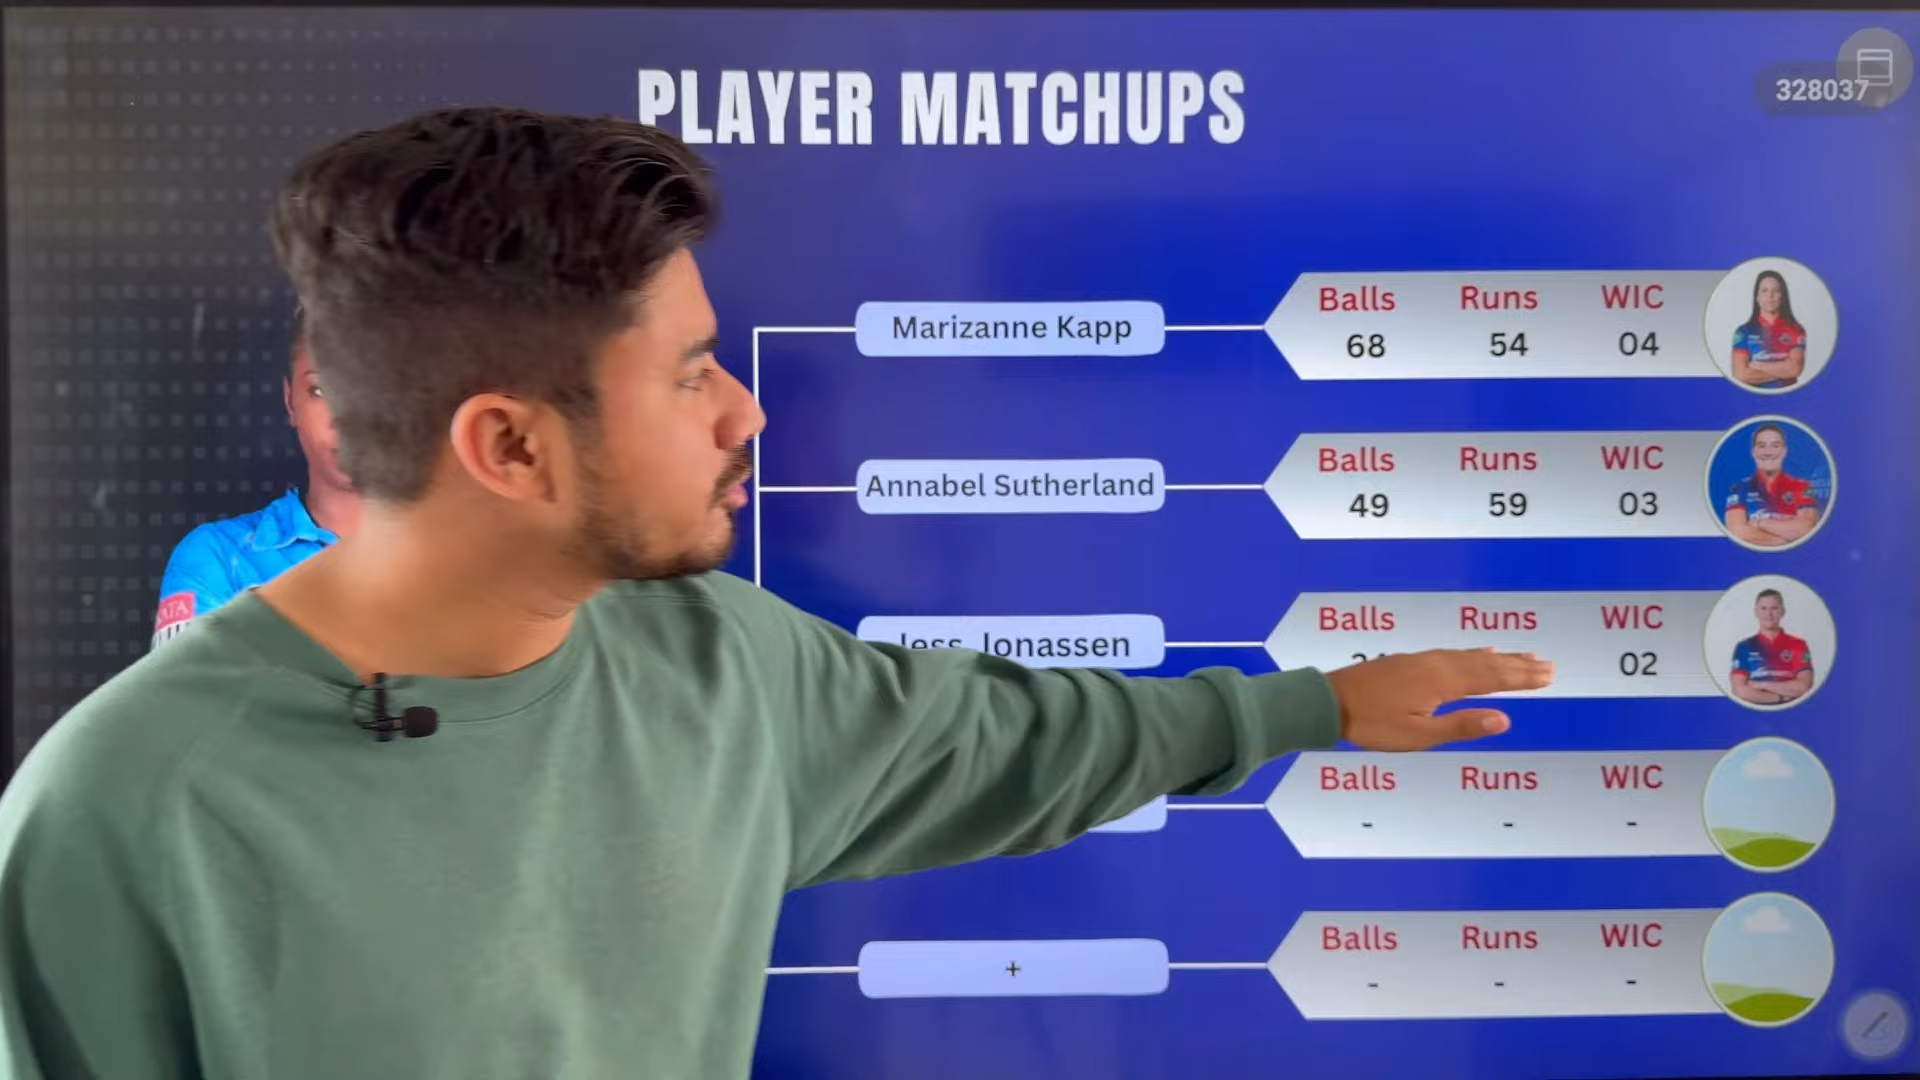 PLAYER MATCHUPS
328037
Marizanne Kapp
Balls Runs WIC
68 54 04
Annabel Sutherland
Balls Runs WIC
49 59 03
Jess Jonassen
Balls Runs WIC
02
Balls Runs WIC
- - -
+
Balls Runs WIC
- - -